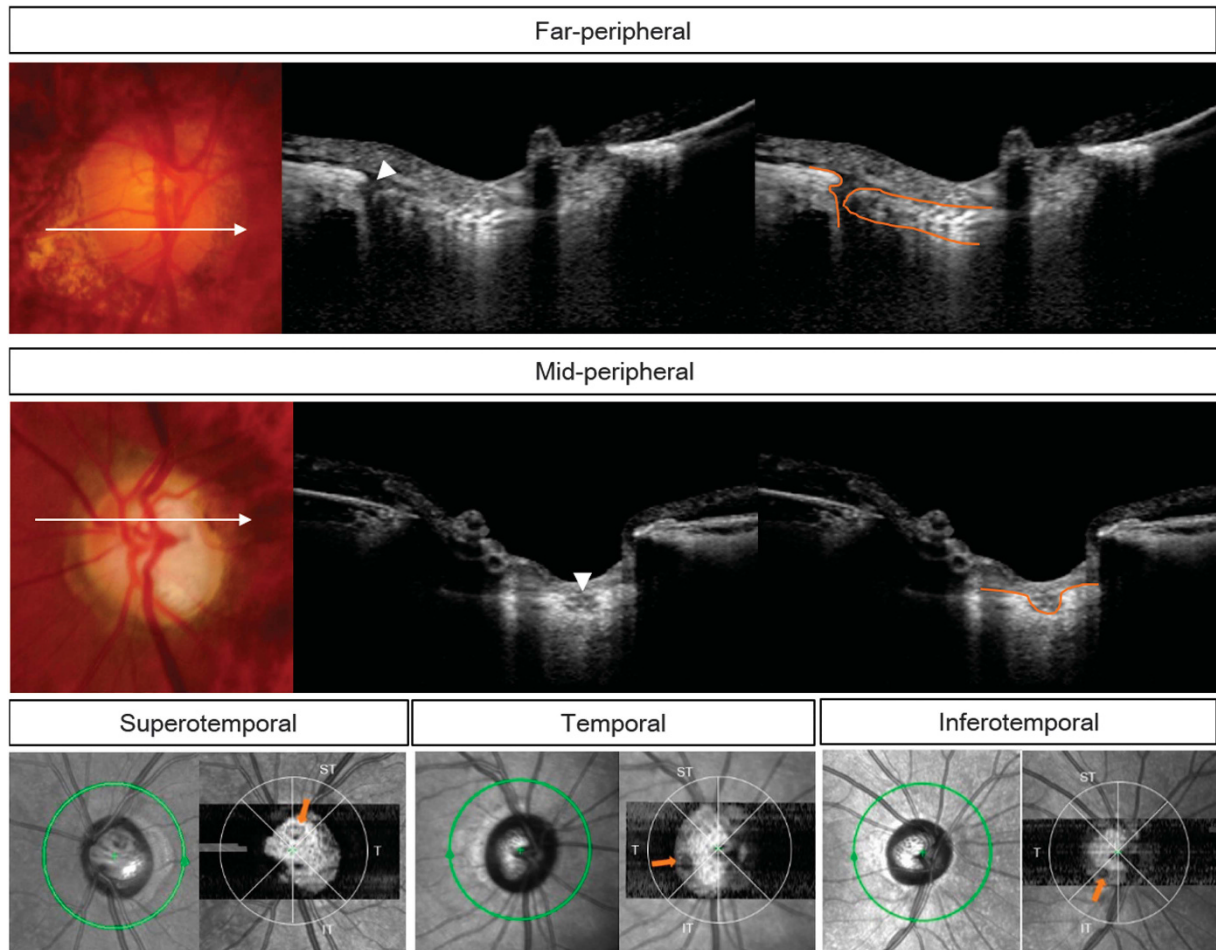 Far-peripheral
Mid-peripheral
Superotemporal
Temporal
Inferotemporal
ST
T
IT
ST
T
IT
ST
T
IT